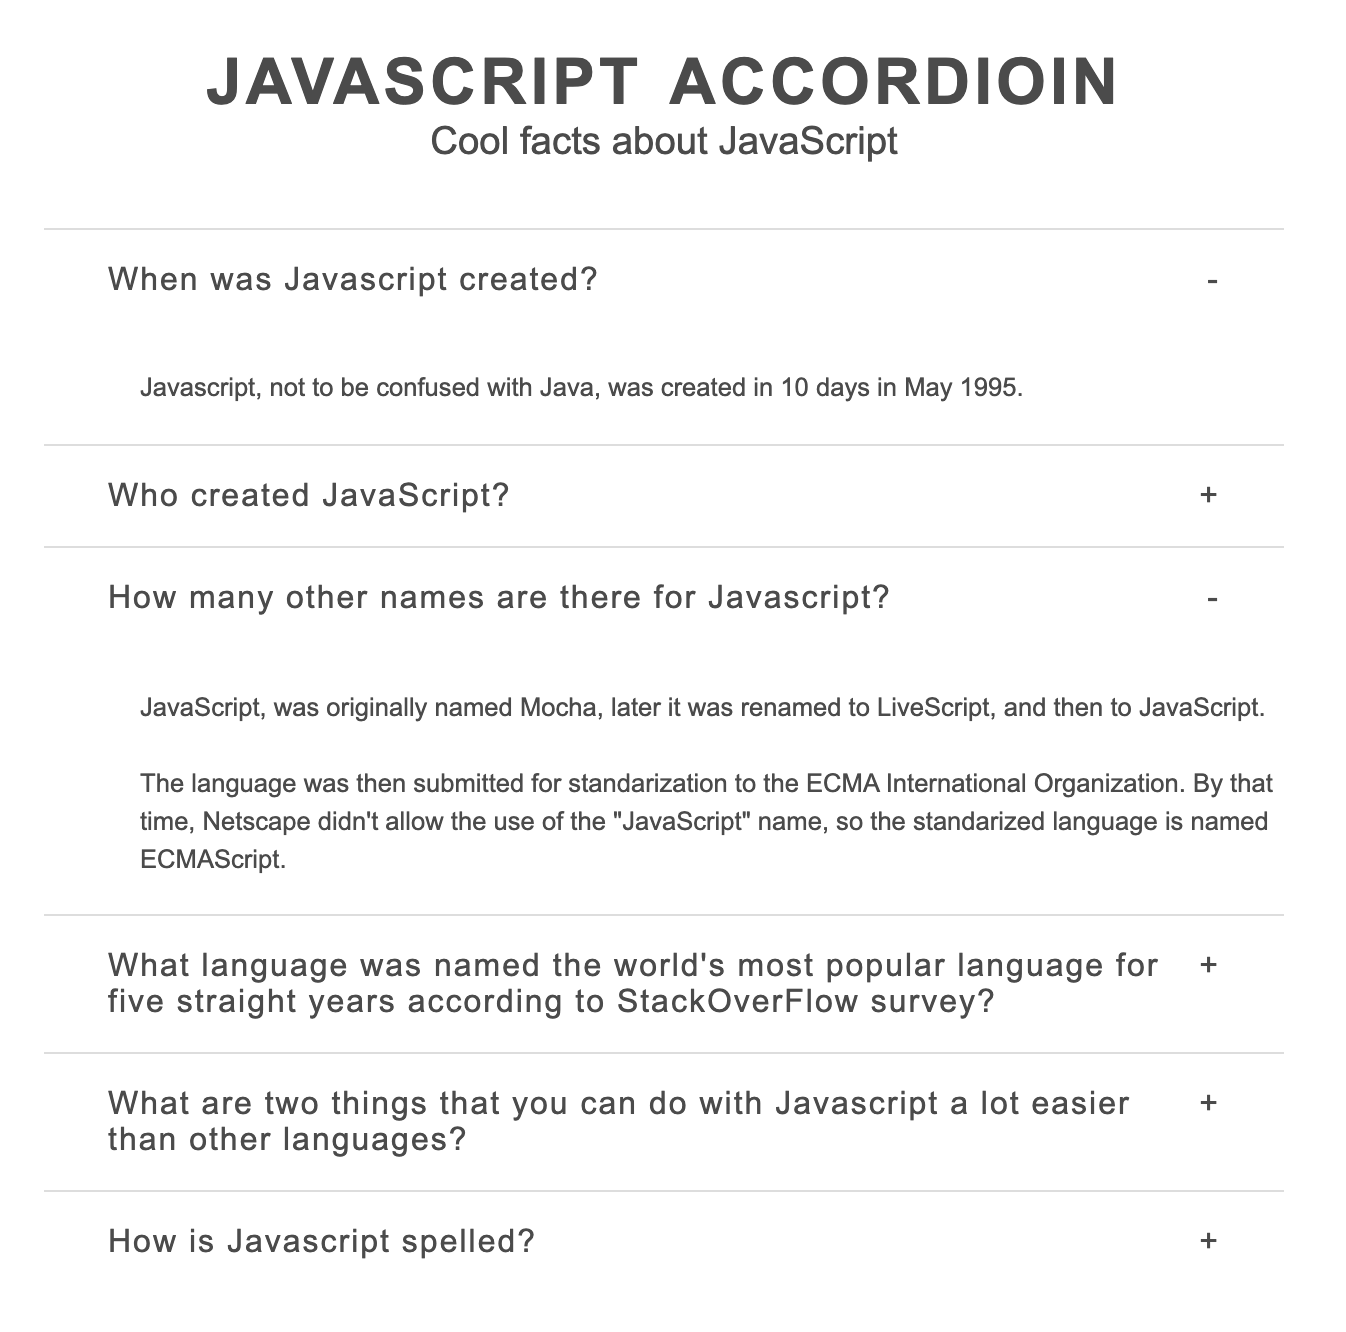 JAVASCRIPT ACCORDIOIN
Cool facts about JavaScript
When was Javascript created? -
Javascript, not to be confused with Java, was created in 10 days in May 1995.
Who created JavaScript? +
How many other names are there for Javascript? -
JavaScript, was originally named Mocha, later it was renamed to LiveScript, and then to JavaScript.
The language was then submitted for standarization to the ECMA International Organization. By that
time, Netscape didn't allow the use of the "JavaScript" name, so the standarized language is named
ECMAScript.
What language was named the world's most popular language for +
five straight years according to StackOverFlow survey?
What are two things that you can do with Javascript a lot easier +
than other languages?
How is Javascript spelled? +